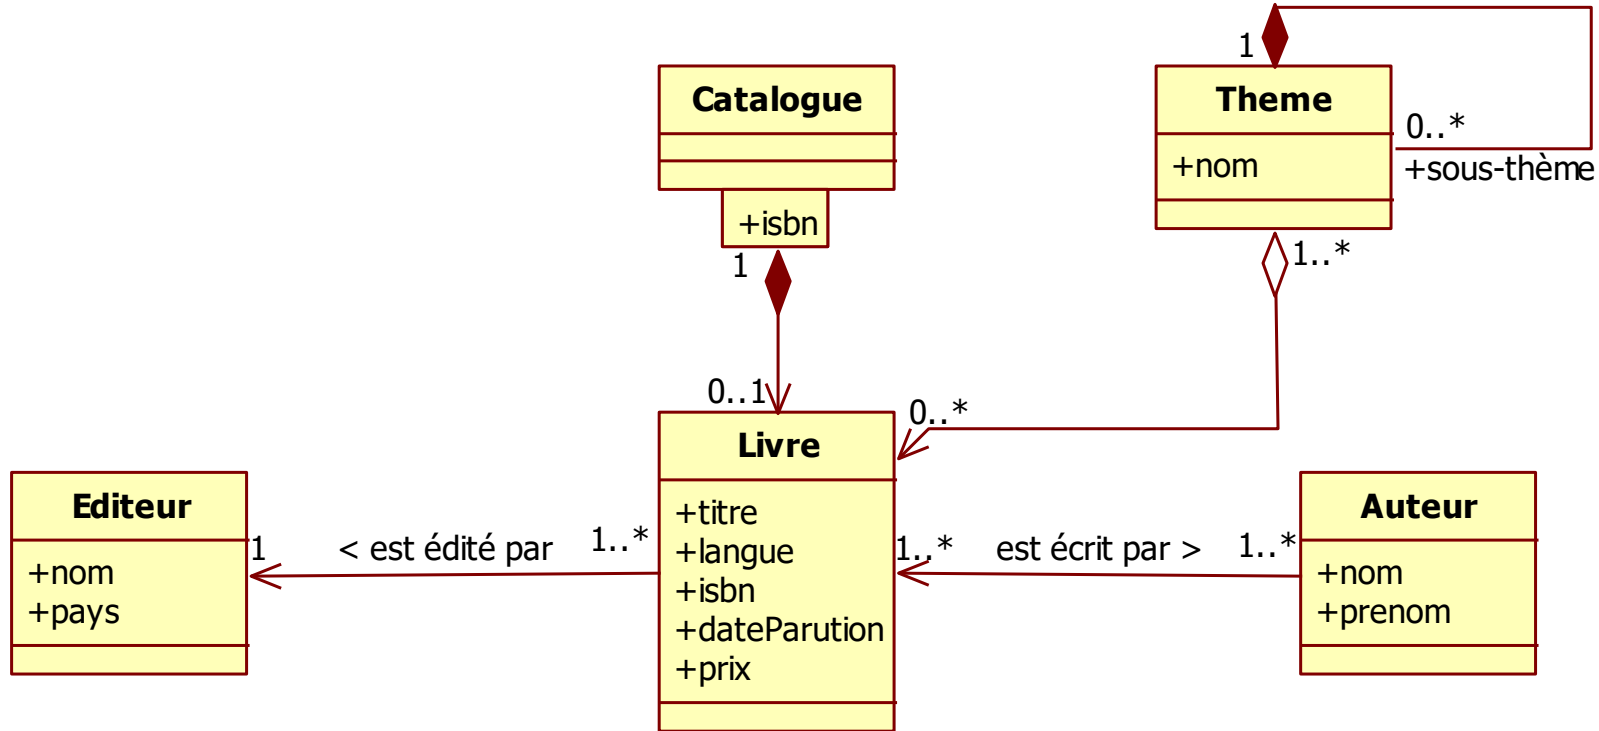 1
Catalogue
Theme
0..*
+nom
+sous-thème
+isbn
1
1..*
0..1
0..*
Livre
Editeur
Auteur
+titre
1
< est édité par
1..*
+langue
1..*
est écrit par >
1..*
+nom
+isbn
+nom
+pays
+dateParution
+prenom
+prix